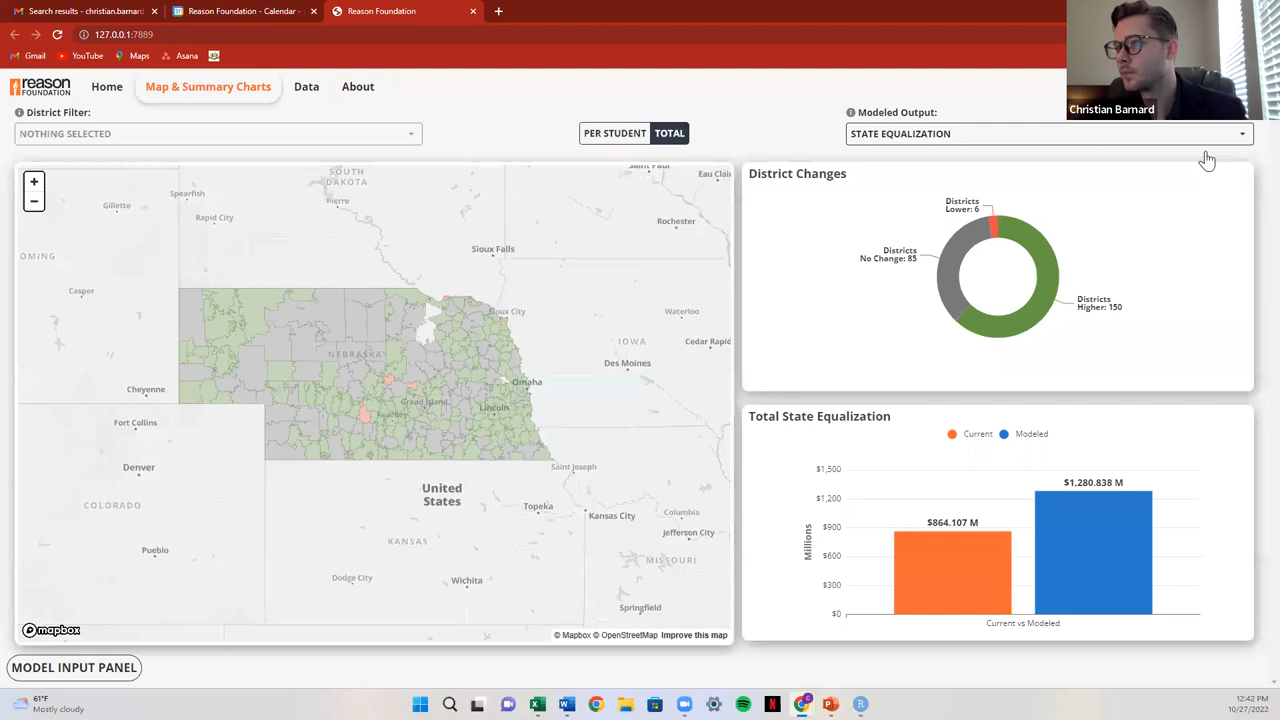 Search results - christian.barnard
Reason Foundation - Calendar -
Reason Foundation
127.0.0.1:7889
Gmail
YouTube
Maps
Asana
reason FOUNDATION
Home
Map & Summary Charts
Data
About
Christian Barnard
District Filter:
NOTHING SELECTED
PER STUDENT
TOTAL
Modeled Output:
STATE EQUALIZATION
+
−
SOUTH DAKOTA
Pierre
Spearfish
Gillette
Rapid City
Saint Paul
Eau Clair
Rochester
Sioux Falls
OMING
Casper
Sioux City
Waterloo
IOWA
Cedar Rapid
NEBRASKA
Des Moines
Cheyenne
Omaha
Grand Island
Kearney
Lincoln
Fort Collins
Denver
Saint Joseph
United States
COLORADO
Topeka
Kansas City
Columbia
Jefferson City
KANSAS
Pueblo
MISSOURI
Dodge City
Wichita
Springfield
mapbox
© Mapbox © OpenStreetMap Improve this map
District Changes
Districts
Lower: 6
Districts
No Change: 85
Districts
Higher: 150
Total State Equalization
Current
Modeled
$1,500
$1,200
$900
$600
$300
$0
Millions
$864.107 M
$1,280.838 M
Current vs Modeled
MODEL INPUT PANEL
61°F
Mostly cloudy
12:42 PM
10/27/2022